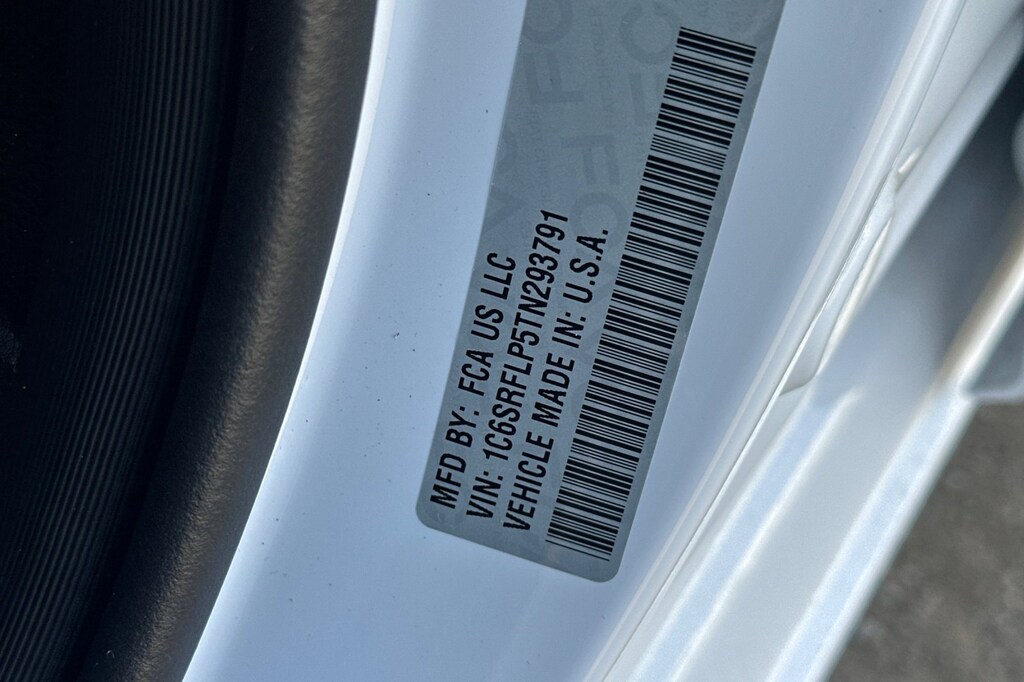 MFD BY: FCA US LLC
VIN: 1C6SRFLP5TN293791
VEHICLE MADE IN: U.S.A.